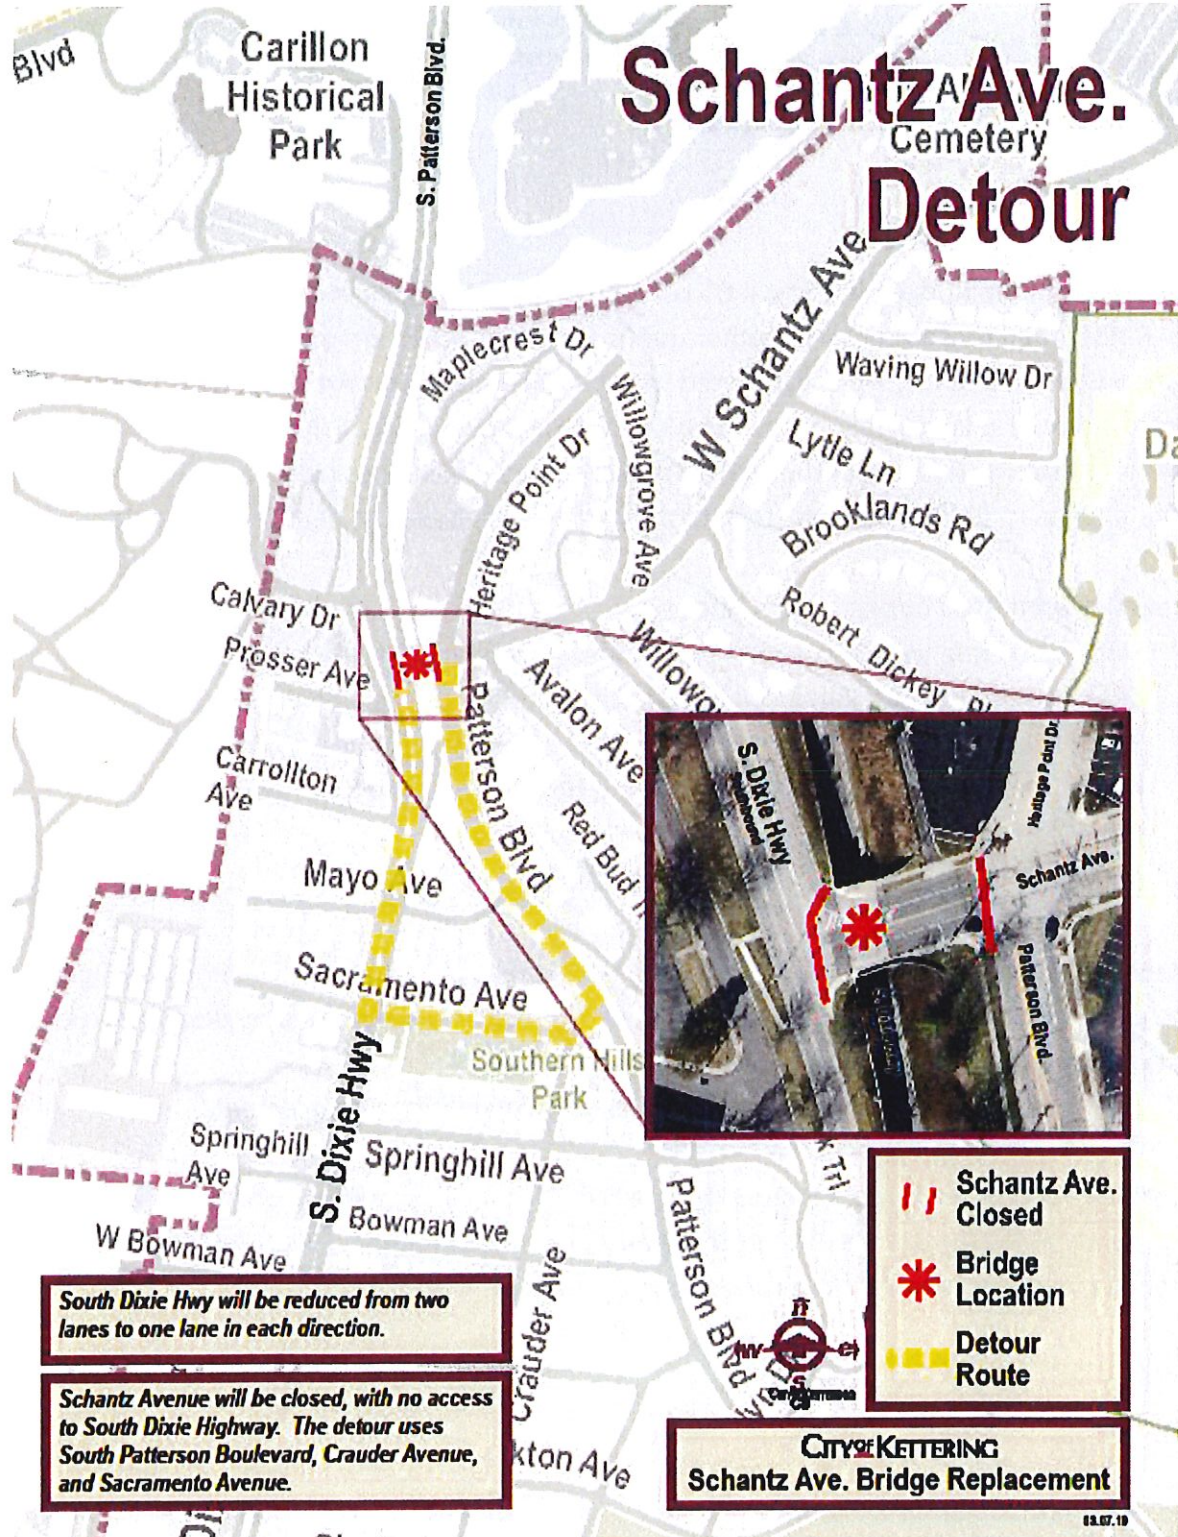 Schantz Ave.
Detour
Blvd
Carillon
Historical
Park
S. Patterson Blvd.
Cemetery
W Schantz Ave
Maplecrest Dr
Willowgrove Ave
Heritage Point Dr
Waving Willow Dr
Lytle Ln
Brooklands Rd
Robert Dickey
Da
Calvary Dr
Prosser Ave
Patterson Blvd
Avalon Ave
Willowg
Carrollton
Ave
Red Bud
Mayo Ave
Sacramento Ave
S. Dixie Hwy
Southern Hills
Park
S. Dixie Hwy
Heritage Point Dr.
Schantz Ave.
Patterson Blvd.
Springhill
Ave
Springhill Ave
Trl
W Bowman Ave
Bowman Ave
Crauder Ave
Patterson Blvd
kton Ave
Schantz Ave.
Closed
Bridge
Location
Detour
Route
South Dixie Hwy will be reduced from two
lanes to one lane in each direction.
Schantz Avenue will be closed, with no access
to South Dixie Highway. The detour uses
South Patterson Boulevard, Crauder Avenue,
and Sacramento Avenue.
CITY OF KETTERING
Schantz Ave. Bridge Replacement
03.07.19